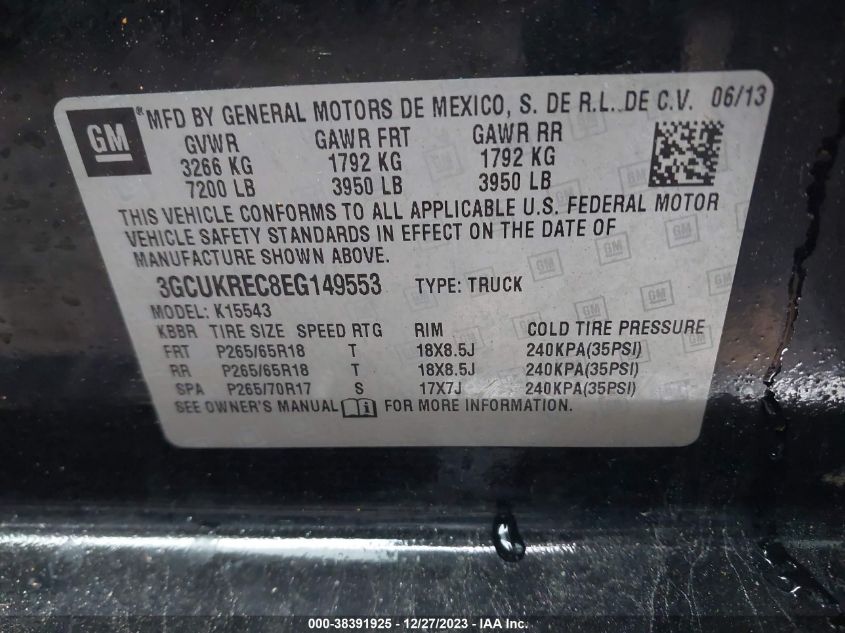 GM ® MFD BY GENERAL MOTORS DE MEXICO, S. DE R.L. DE C.V. 06/13
GVWR GAWR FRT GAWR RR
3266 KG 1792 KG 1792 KG
7200 LB 3950 LB 3950 LB
THIS VEHICLE CONFORMS TO ALL APPLICABLE U.S. FEDERAL MOTOR
VEHICLE SAFETY STANDARDS IN EFFECT ON THE DATE OF
MANUFACTURE SHOWN ABOVE.
3GCUKREC8EG149553 TYPE: TRUCK
MODEL: K15543
KBBR TIRE SIZE SPEED RTG RIM COLD TIRE PRESSURE
FRT P265/65R18 T 18X8.5J 240KPA(35PSI)
RR P265/65R18 T 18X8.5J 240KPA(35PSI)
SPA P265/70R17 S 17X7J 240KPA(35PSI)
SEE OWNER'S MANUAL FOR MORE INFORMATION.
000-38391925 - 12/27/2023 - IAA Inc.